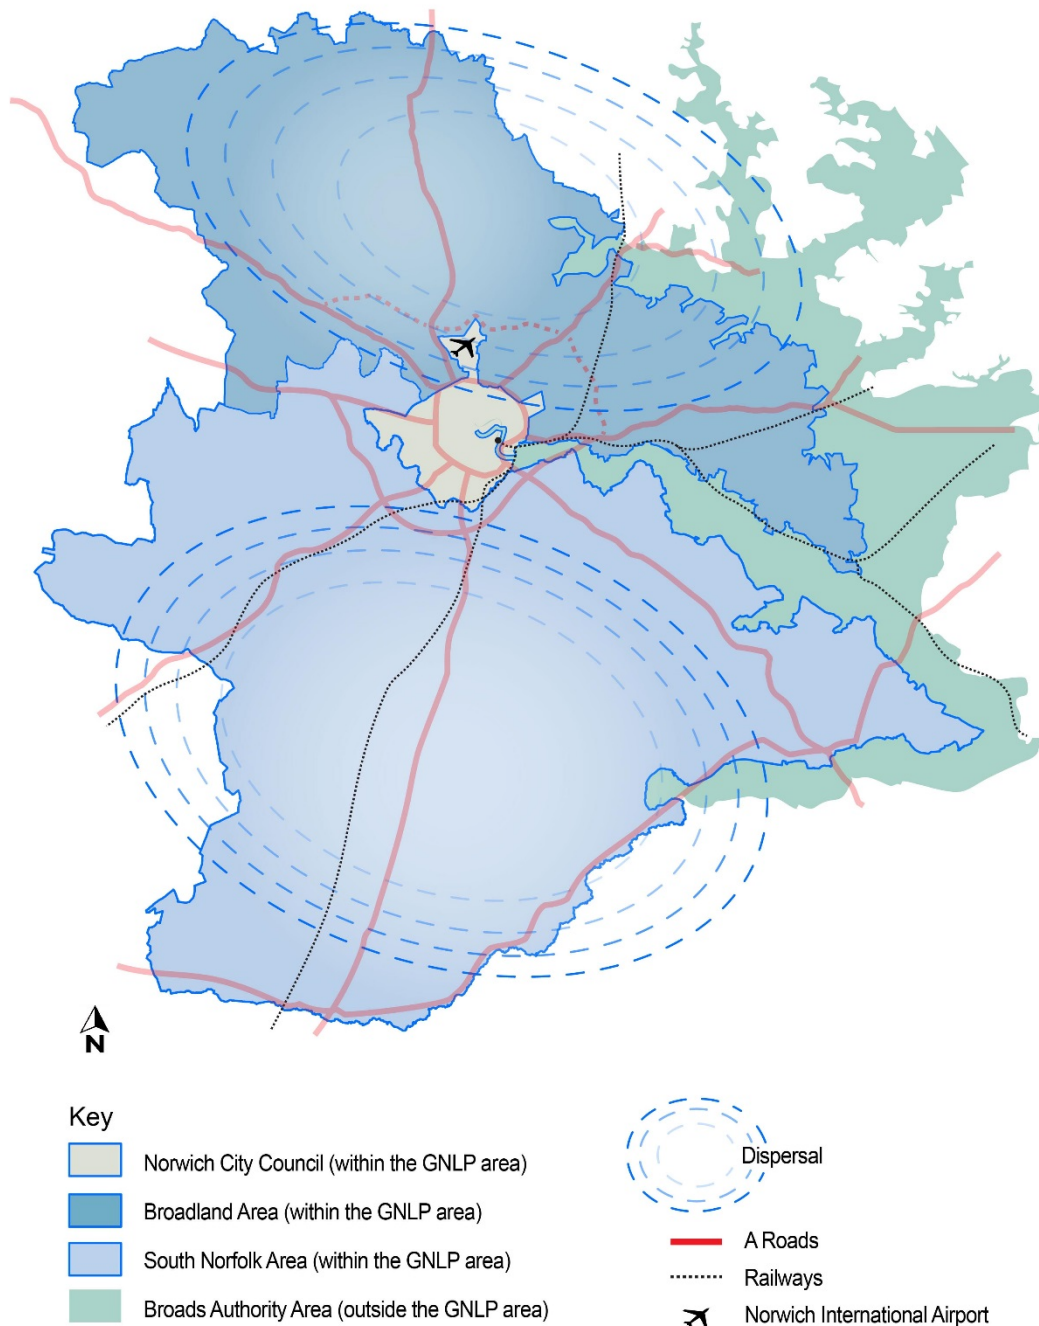 N
Key
Norwich City Council (within the GNLP area)
Broadland Area (within the GNLP area)
South Norfolk Area (within the GNLP area)
Broads Authority Area (outside the GNLP area)
Dispersal
A Roads
Railways
Norwich International Airport